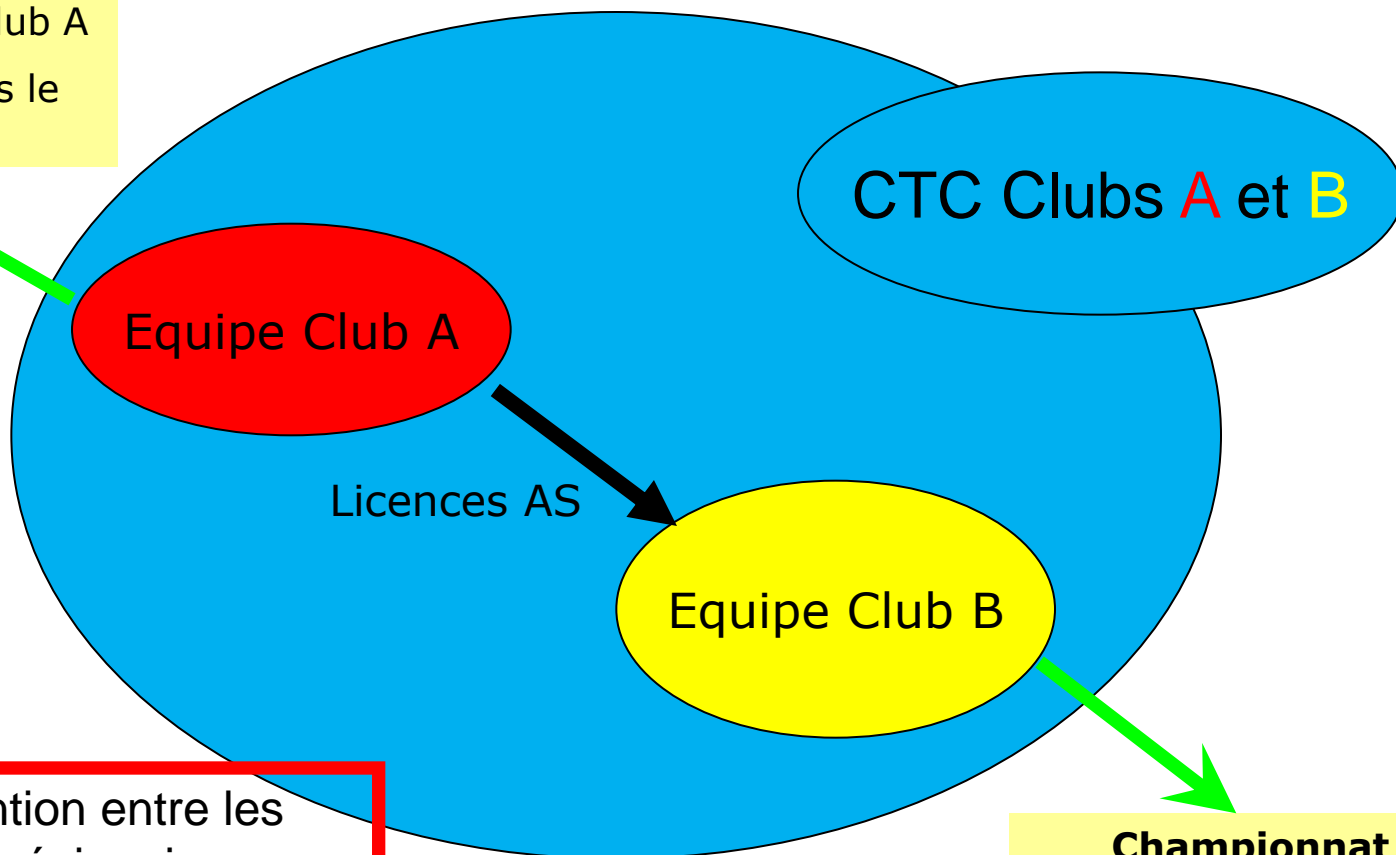 lub A
s le
CTC Clubs A et B
Equipe Club A
Licences AS
Equipe Club B
ntion entre les
Championnat